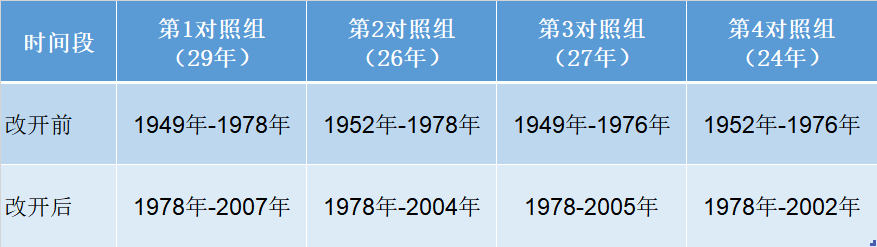 时间段 第1对照组（29年） 第2对照组（26年） 第3对照组（27年） 第4对照组（24年）
改开前 1949年-1978年 1952年-1978年 1949年-1976年 1952年-1976年
改开后 1978年-2007年 1978年-2004年 1978-2005年 1978年-2002年